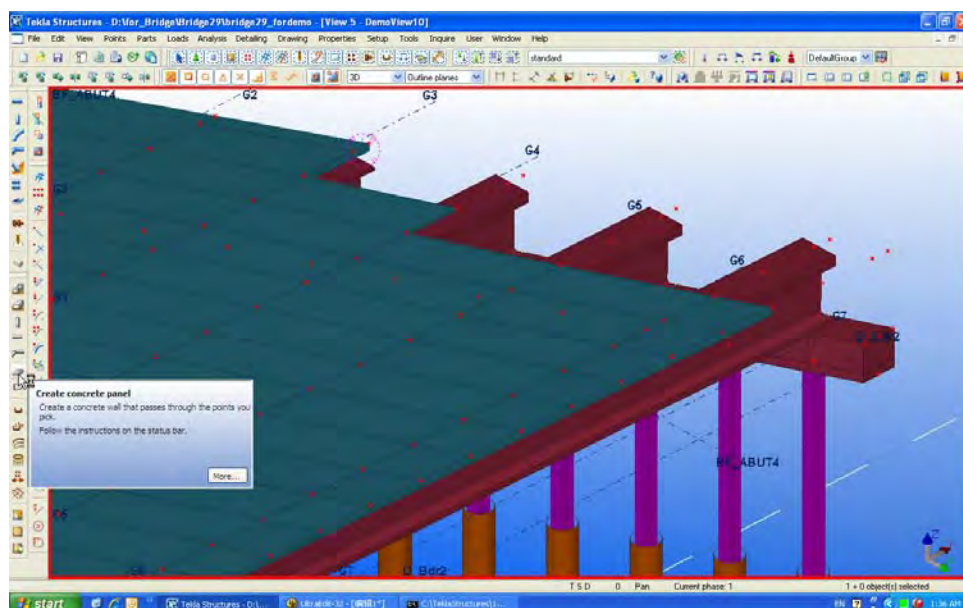 Tekla Structures - D:\for_Bridge\Bridge29\bridge29_fordemo - [View 5 - DemoView10]
File Edit View Points Parts Loads Analysis Detailing Drawing Properties Setup Tools Inquire User Window Help
standard
DefaultGroup
3D
Outline planes
BF_ABUT4
G2
G3
G4
G5
G6
G7
BF_ABUT4
Create concrete panel
Create a concrete wall that passes through the points you
pick.
Follow the instructions on the status bar.
More...
T S D 0 Pan Current phase: 1 1 + 0 object(s) selected
start
Tekla Structures - D:\...
EN
1:36 AM